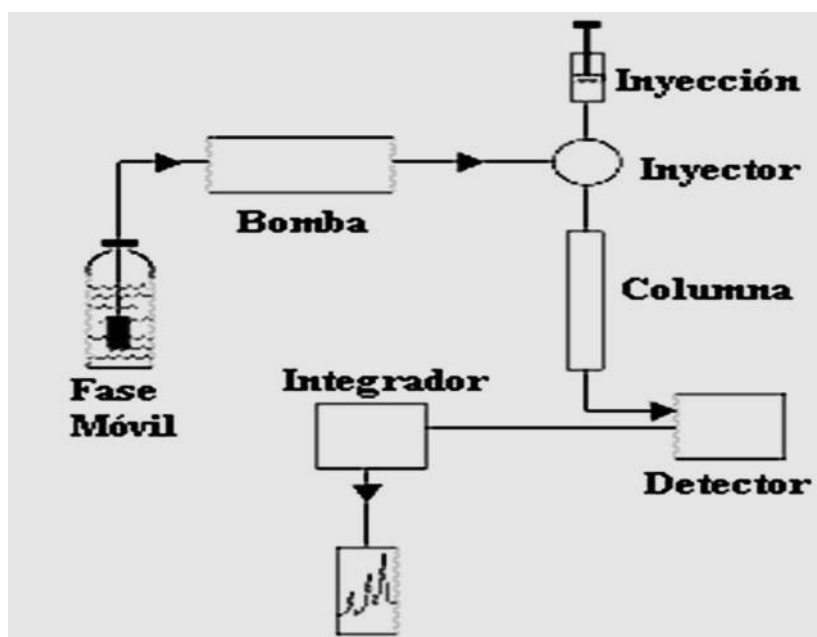 Inyección
Inyector
Bomba
Columna
Fase
Móvil
Integrador
Detector